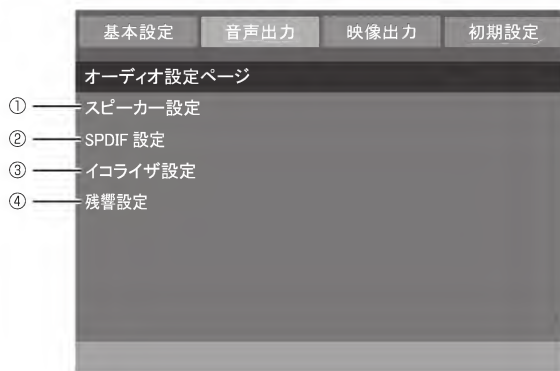 基本設定 音声出力 映像出力 初期設定
オーディオ設定ページ
① スピーカー設定
② SPDIF 設定
③ イコライザ設定
④ 残響設定